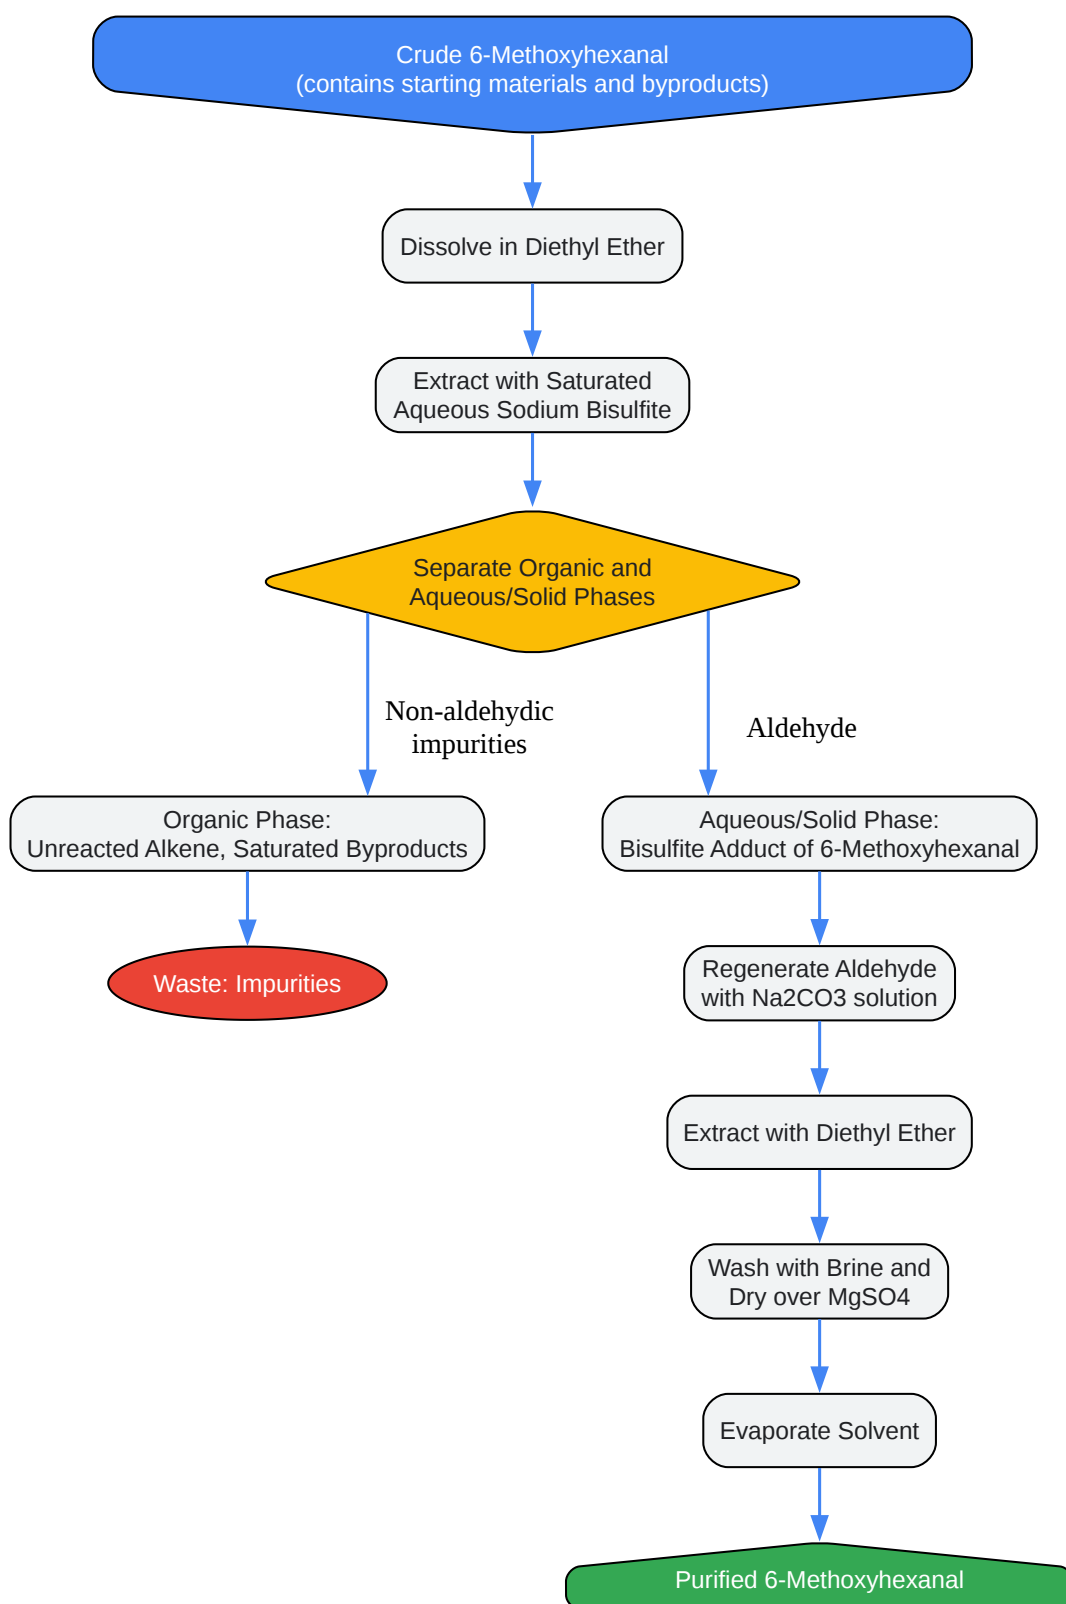 Crude 6-Methoxyhexanal
(contains starting materials and byproducts)
Dissolve in Diethyl Ether
Extract with Saturated
Aqueous Sodium Bisulfite
Separate Organic and
Aqueous/Solid Phases
Non-aldehydic
impurities
Aldehyde
Organic Phase:
Unreacted Alkene, Saturated Byproducts
Aqueous/Solid Phase:
Bisulfite Adduct of 6-Methoxyhexanal
Waste: Impurities
Regenerate Aldehyde
with Na2CO3 solution
Extract with Diethyl Ether
Wash with Brine and
Dry over MgSO4
Evaporate Solvent
Purified 6-Methoxyhexanal